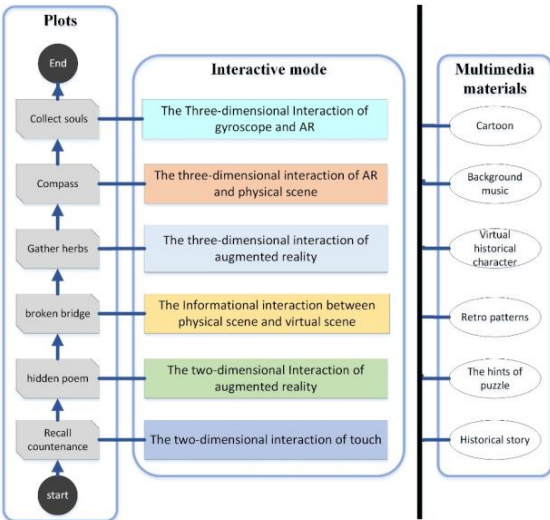 Plots
Interactive mode
Multimedia
materials
End
Collect souls
The Three-dimensional Interaction of
gyroscope and AR
Cartoon
Compass
The three-dimensional interaction of AR
and physical scene
Background
music
Gather herbs
The three-dimensional interaction of
augmented reality
Virtual
historical
character
broken bridge
The Informational interaction between
physical scene and virtual scene
Retro patterns
hidden poem
The two-dimensional Interaction of
augmented reality
The hints of
puzzle
Recall
countenance
The two-dimensional interaction of touch
Historical story
start